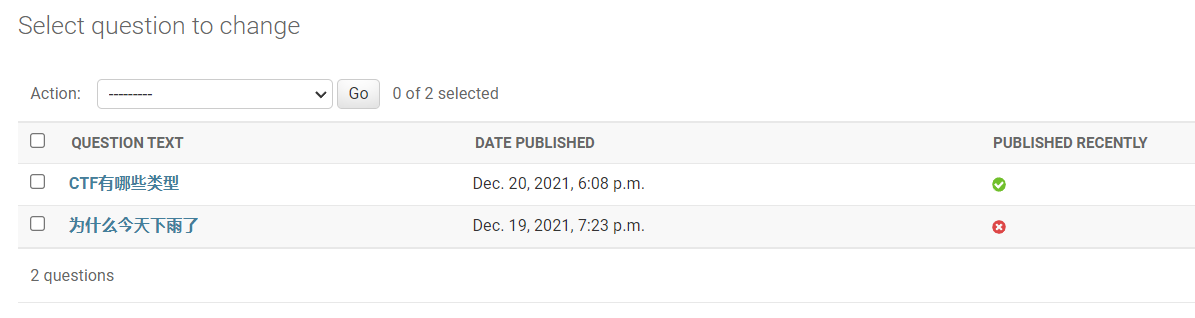 Select question to change
Action: --------- Go 0 of 2 selected
QUESTION TEXT DATE PUBLISHED PUBLISHED RECENTLY
CTF有哪些类型 Dec. 20, 2021, 6:08 p.m.
为什么今天下雨了 Dec. 19, 2021, 7:23 p.m.
2 questions